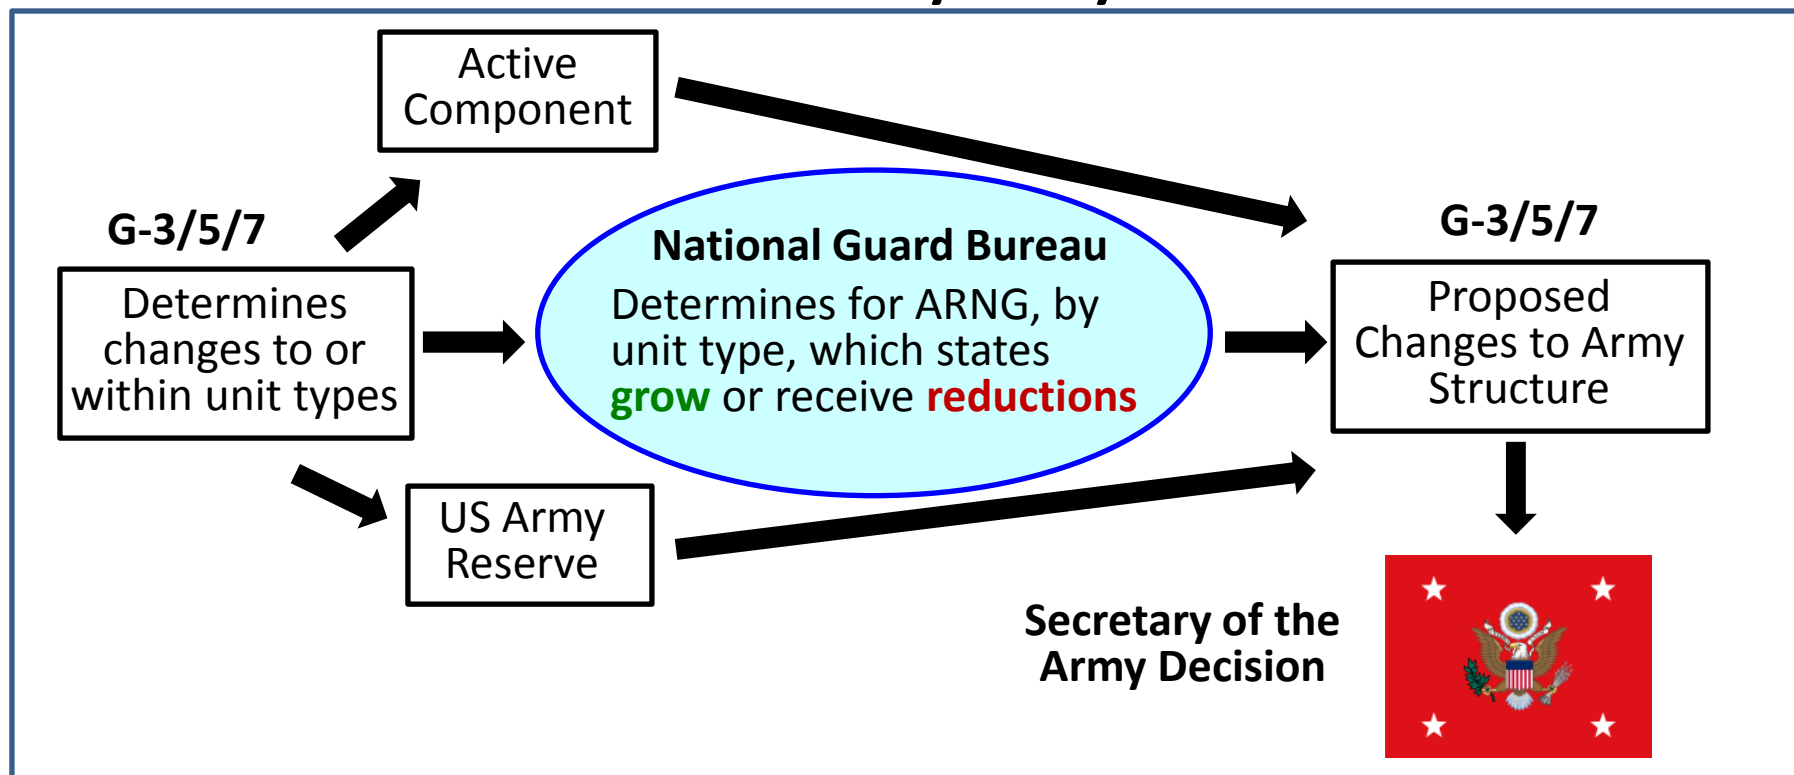 Active
Component
G-3/5/7
Determines
changes to or
within unit types
National Guard Bureau
Determines for ARNG, by
unit type, which states
grow or receive reductions
US Army
Reserve
G-3/5/7
Proposed
Changes to Army
Structure
Secretary of the
Army Decision